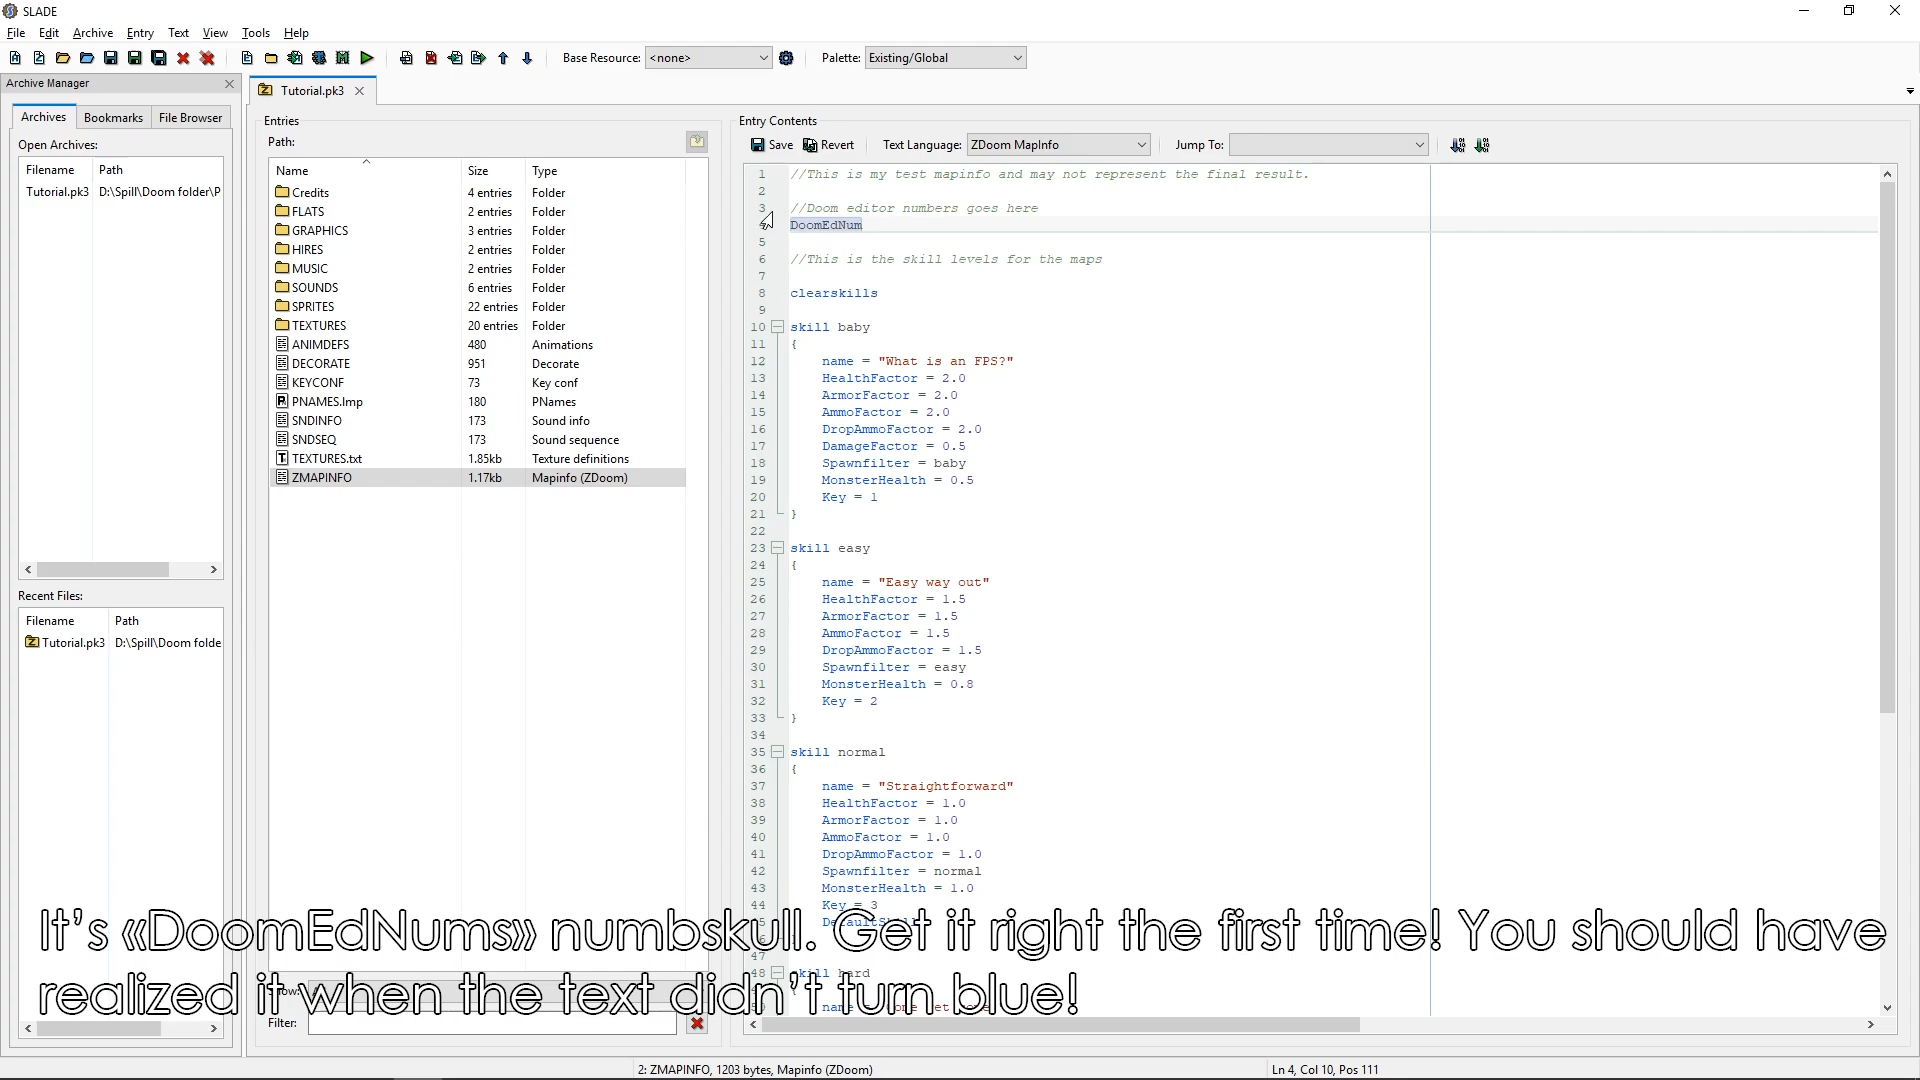 SLADE
File Edit Archive Entry Text View Tools Help
Base Resource: <none> Palette: Existing/Global
Archive Manager
Tutorial.pk3
Archives Bookmarks File Browser
Open Archives:
Filename Path
Tutorial.pk3 D:\Spill\Doom folder\P
Recent Files:
Filename Path
Tutorial.pk3 D:\Spill\Doom folde
Entries
Path:
Name Size Type
Credits 4 entries Folder
FLATS 2 entries Folder
GRAPHICS 3 entries Folder
HIRES 2 entries Folder
MUSIC 2 entries Folder
SOUNDS 6 entries Folder
SPRITES 22 entries Folder
TEXTURES 20 entries Folder
ANIMDEFS 480 Animations
DECORATE 951 Decorate
KEYCONF 73 Key conf
PNAMES.lmp 180 PNames
SNDINFO 173 Sound info
SNDSEQ 173 Sound sequence
TEXTURES.txt 1.85kb Texture definitions
ZMAPINFO 1.17kb Mapinfo (ZDoom)
Filter:
Entry Contents
Save Revert Text Language: ZDoom MapInfo Jump To:
1 //This is my test mapinfo and may not represent the final result.
2
3 //Doom editor numbers goes here
DoomEdNum
5
6 //This is the skill levels for the maps
7
8 clearskills
9
10 skill baby
11 {
12 name = "What is an FPS?"
13 HealthFactor = 2.0
14 ArmorFactor = 2.0
15 AmmoFactor = 2.0
16 DropAmmoFactor = 2.0
17 DamageFactor = 0.5
18 Spawnfilter = baby
19 MonsterHealth = 0.5
20 Key = 1
21 }
22
23 skill easy
24 {
25 name = "Easy way out"
26 HealthFactor = 1.5
27 ArmorFactor = 1.5
28 AmmoFactor = 1.5
29 DropAmmoFactor = 1.5
30 Spawnfilter = easy
31 MonsterHealth = 0.8
32 Key = 2
33 }
34
35 skill normal
36 {
37 name = "Straightforward"
38 HealthFactor = 1.0
39 ArmorFactor = 1.0
40 AmmoFactor = 1.0
41 DropAmmoFactor = 1.0
42 Spawnfilter = normal
43 MonsterHealth = 1.0
44 Key = 3
47
48 skill hard
name
It's «DoomEdNums» numbskull. Get it right the first time! You should have
realized it when the text didn't turn blue!
2: ZMAPINFO, 1203 bytes, Mapinfo (ZDoom) Ln 4, Col 10, Pos 111